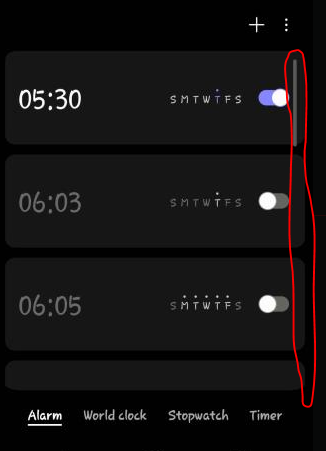 05:30 S M T W T F S
06:03 S M T W T F S
06:05 S M T W T F S
Alarm World clock Stopwatch Timer